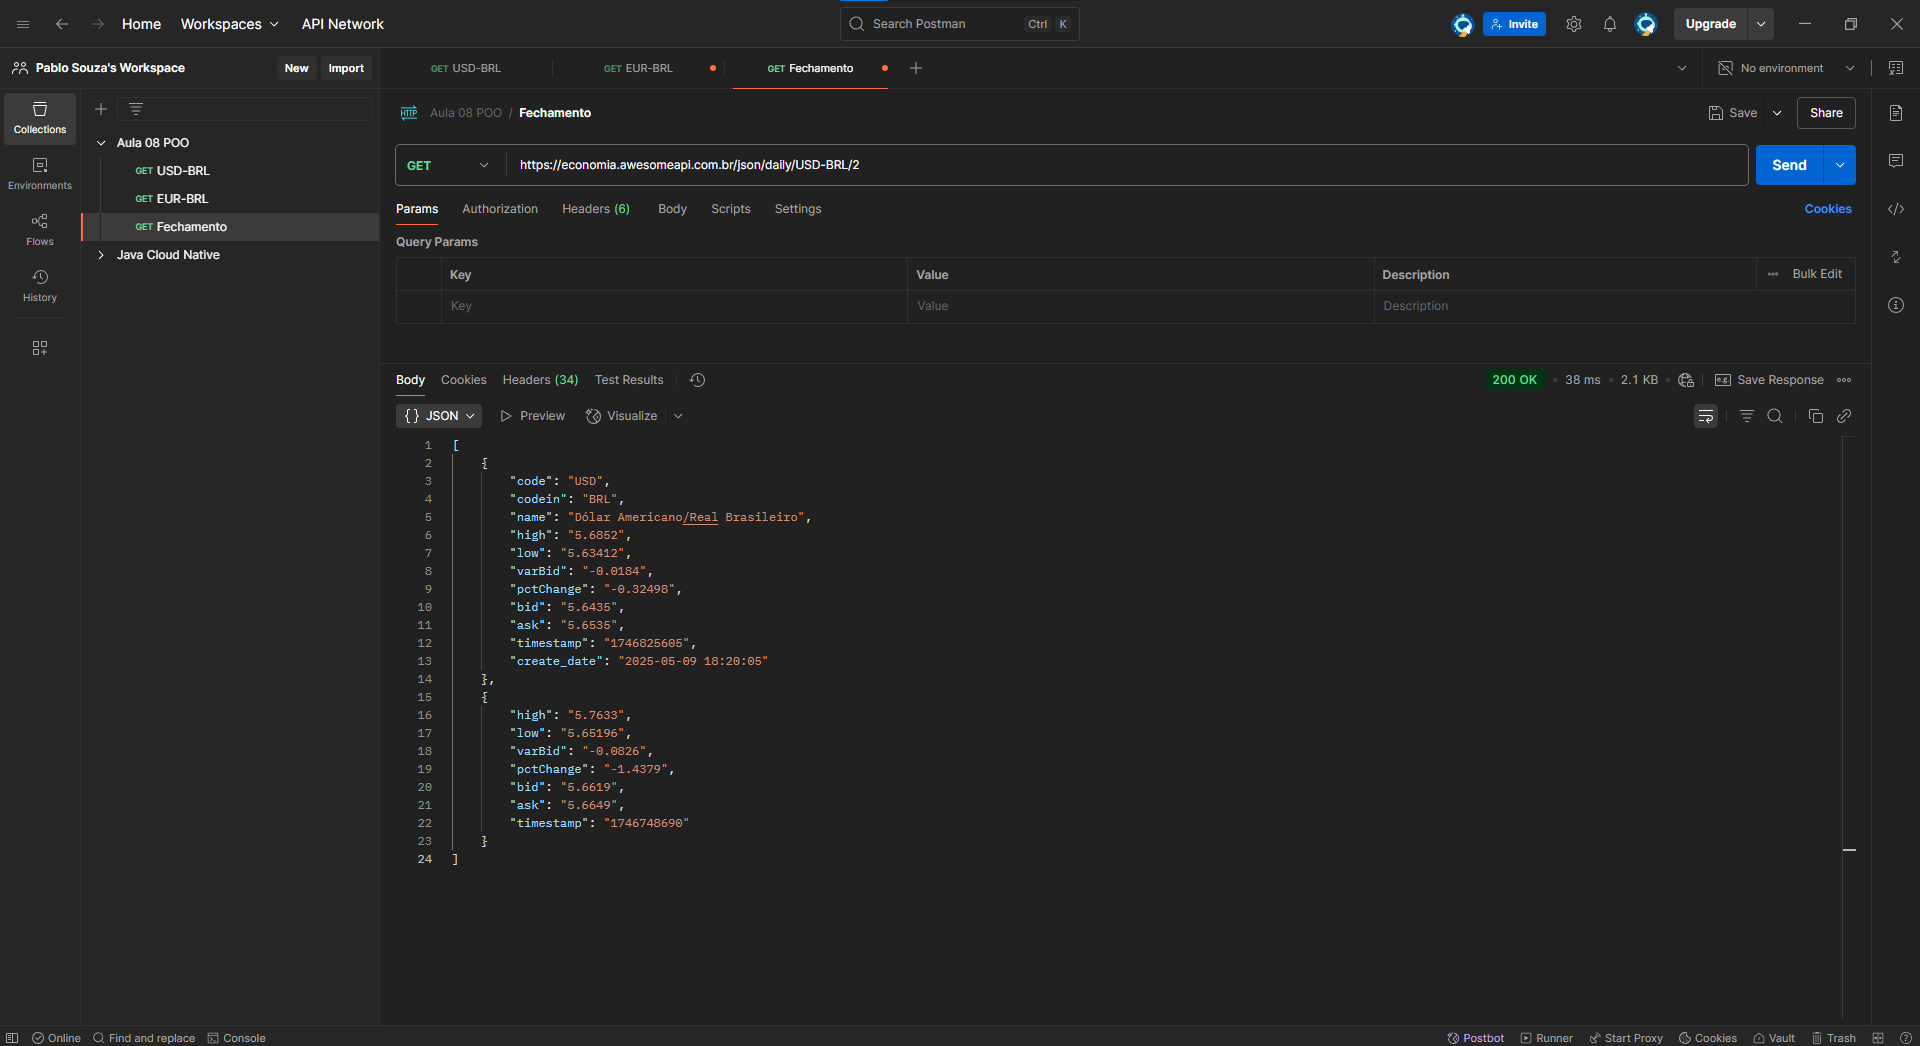 Home Workspaces API Network Search Postman Ctrl K Invite Upgrade
Pablo Souza's Workspace New Import GET USD-BRL GET EUR-BRL GET Fechamento No environment
Collections
Environments
Flows
History
Aula 08 POO
GET USD-BRL
GET EUR-BRL
GET Fechamento
Java Cloud Native
HTTP Aula 08 POO / Fechamento Save Share
GET https://economia.awesomeapi.com.br/json/daily/USD-BRL/2 Send
Params Authorization Headers (6) Body Scripts Settings Cookies
Query Params
Key Value Description Bulk Edit
Key Value Description
Body Cookies Headers (34) Test Results 200 OK 38 ms 2.1 KB e.g. Save Response
{} JSON Preview Visualize
1 [
2 {
3 "code": "USD",
4 "codein": "BRL",
5 "name": "Dólar Americano/Real Brasileiro",
6 "high": "5.6852",
7 "low": "5.63412",
8 "varBid": "-0.0184",
9 "pctChange": "-0.32498",
10 "bid": "5.6435",
11 "ask": "5.6535",
12 "timestamp": "1746825605",
13 "create_date": "2025-05-09 18:20:05"
14 },
15 {
16 "high": "5.7633",
17 "low": "5.65196",
18 "varBid": "-0.0826",
19 "pctChange": "-1.4379",
20 "bid": "5.6619",
21 "ask": "5.6649",
22 "timestamp": "1746748690"
23 }
24 ]
Online Find and replace Console Postbot Runner Start Proxy Cookies Vault Trash